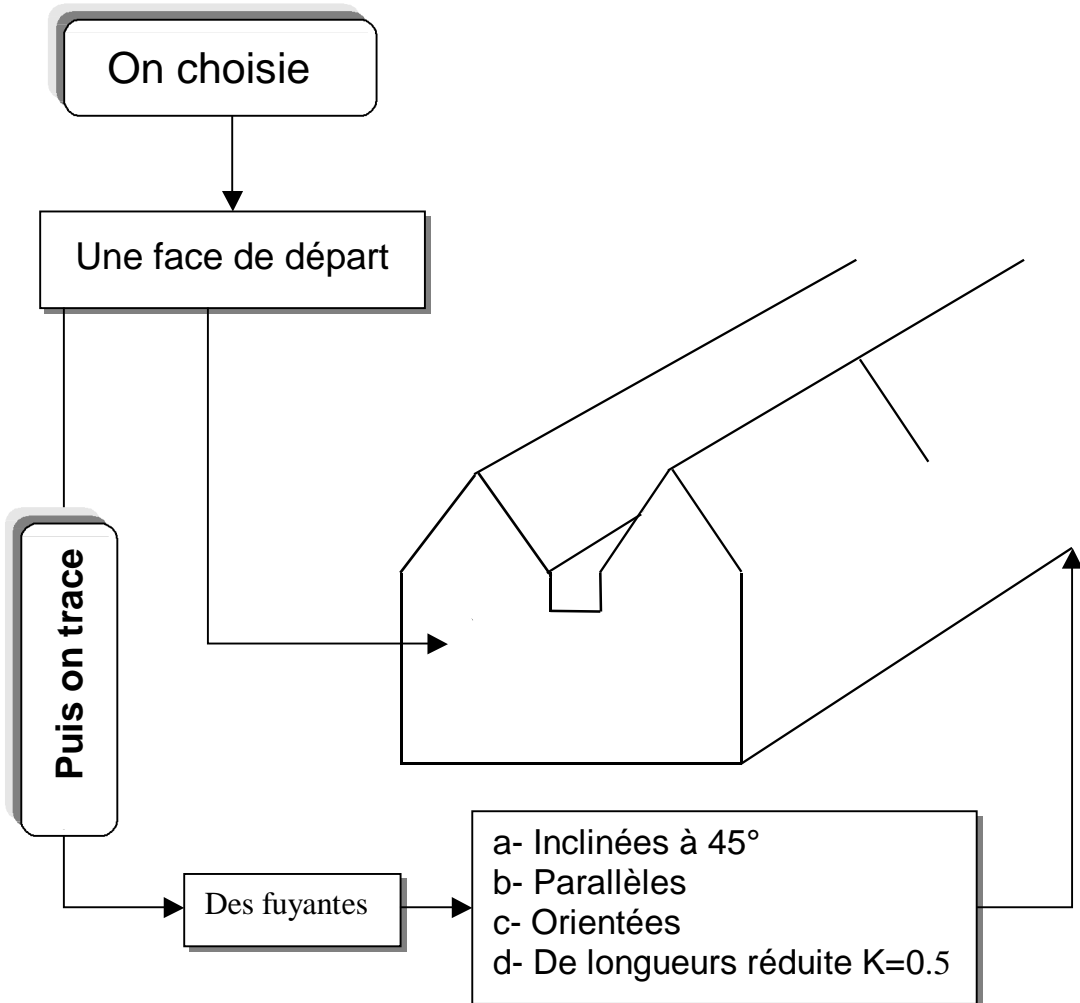 On choisie
Une face de départ
Puis on trace
Des fuyantes
a- Inclinées à 45°
b- Parallèles
c- Orientées
d- De longueurs réduite K=0.5